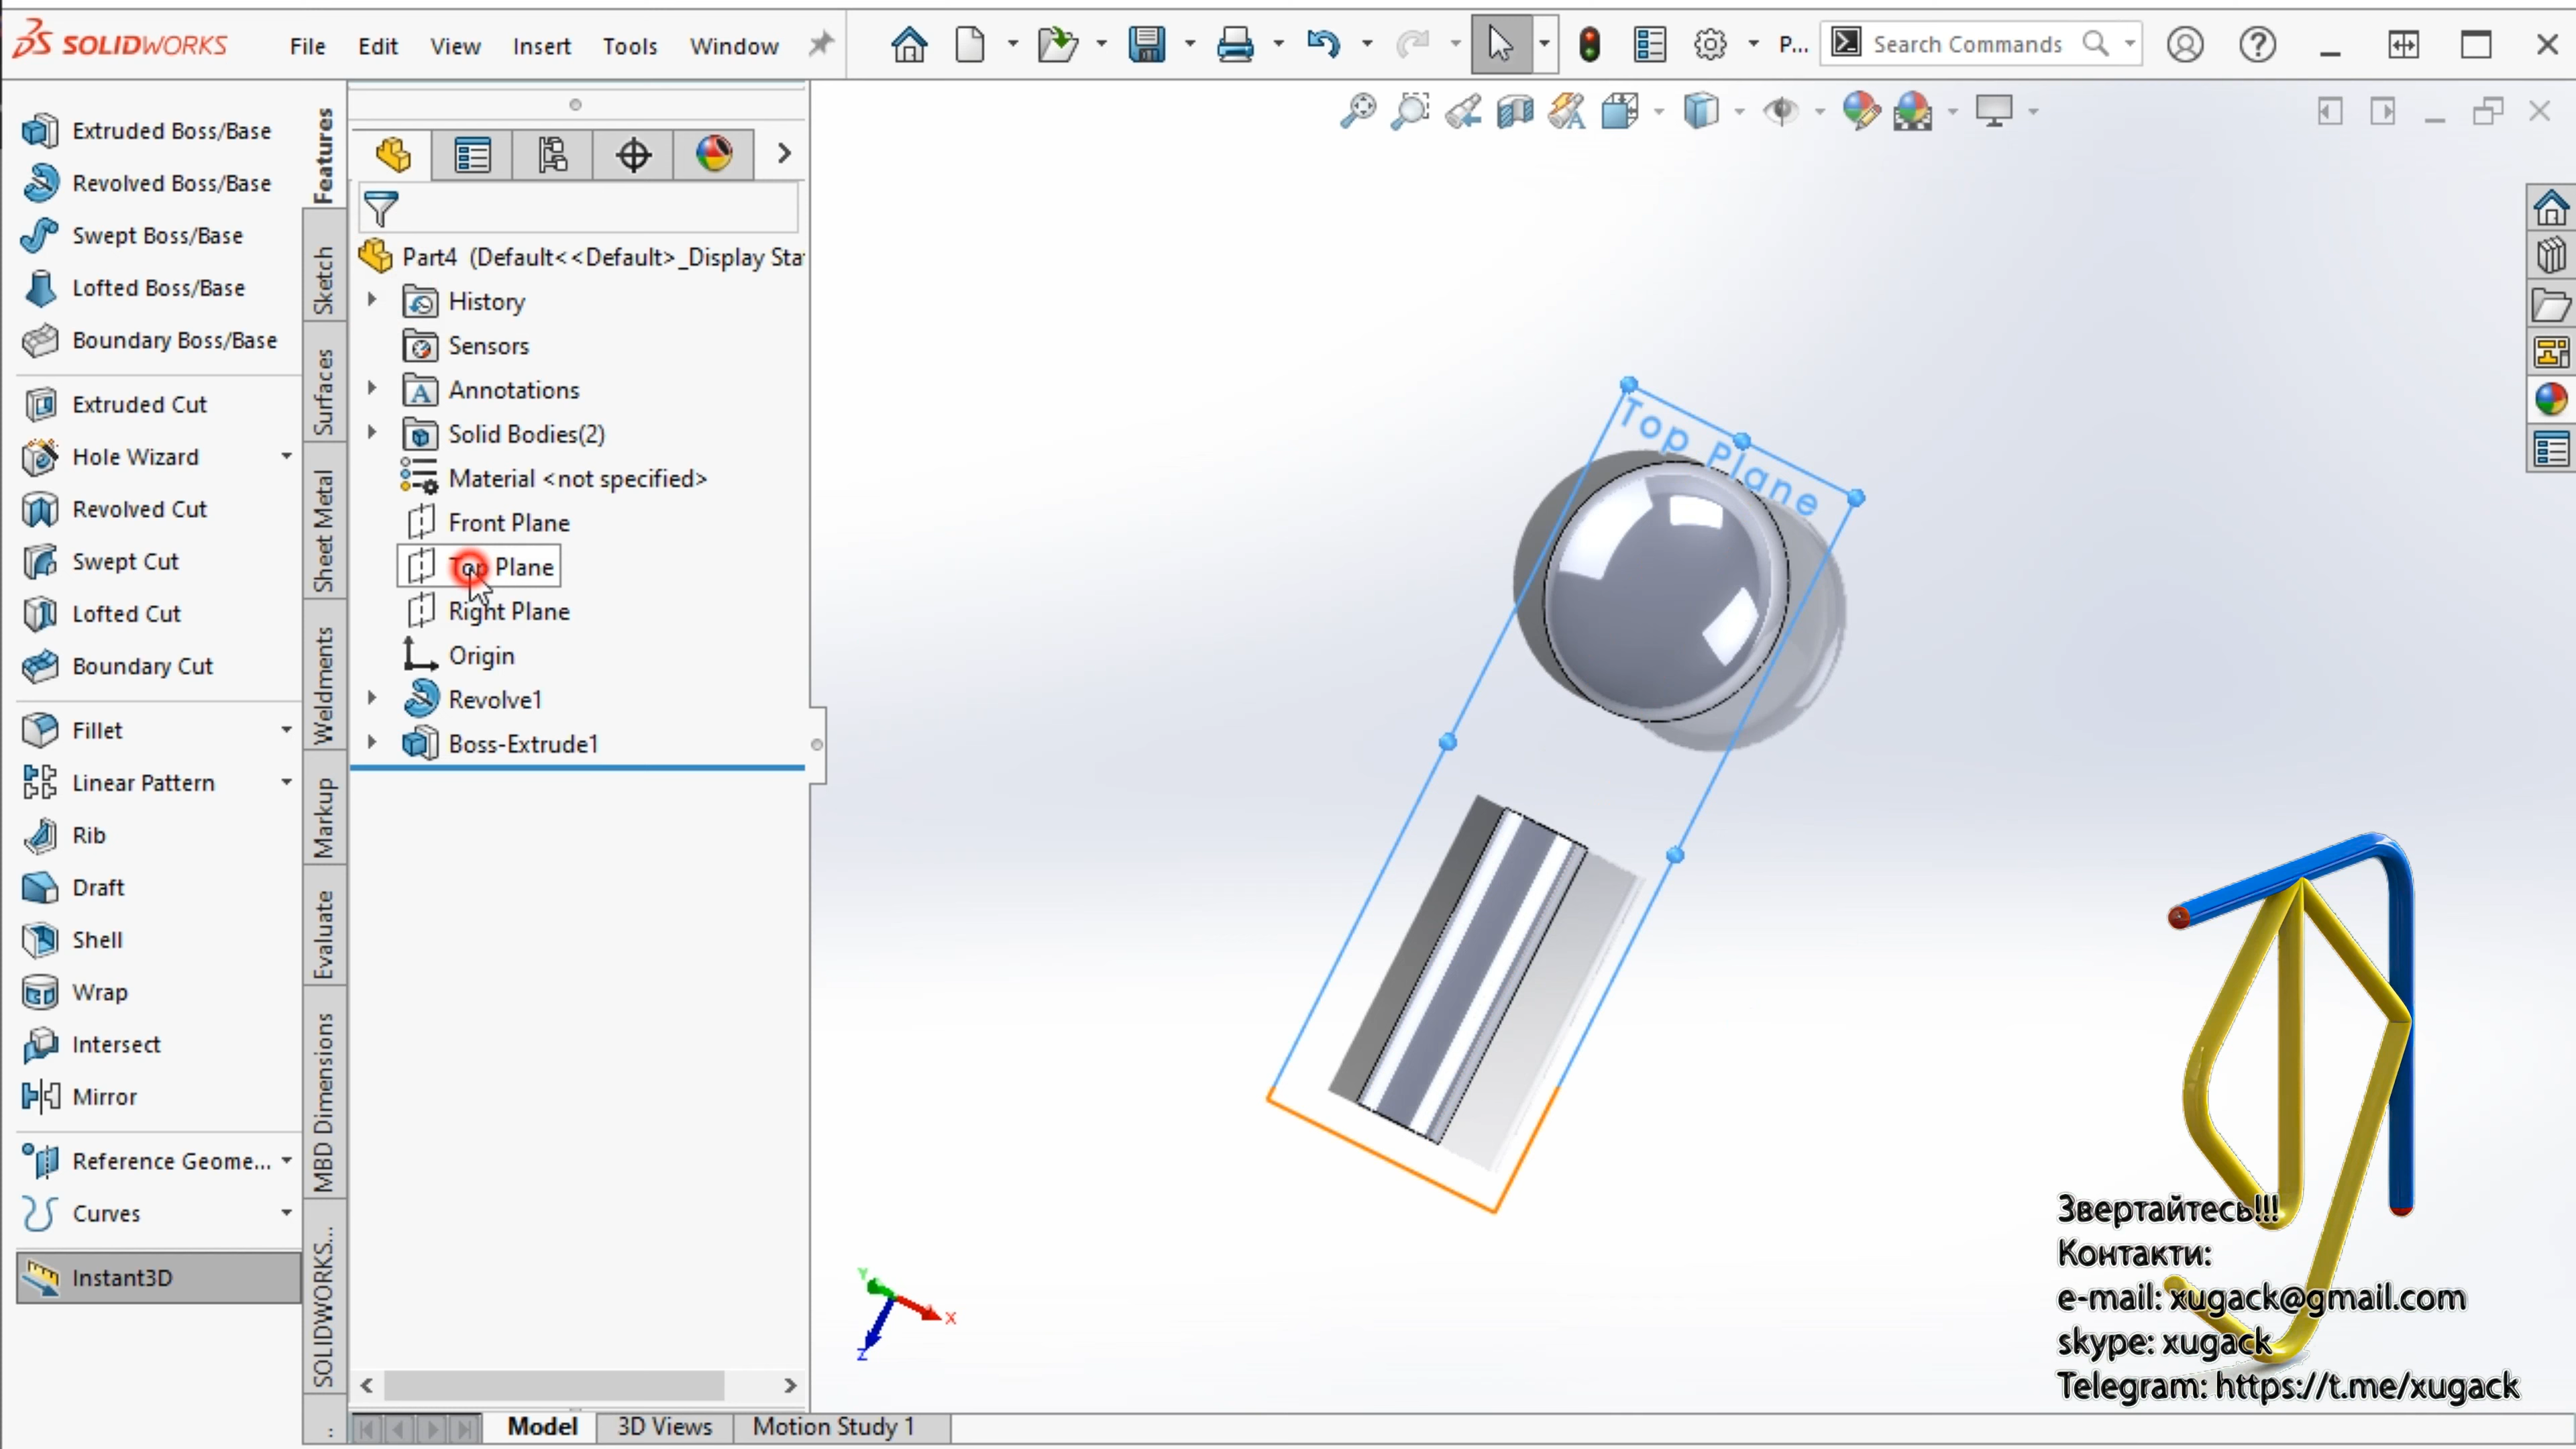 SOLIDWORKS File Edit View Insert Tools Window P... Search Commands
Extruded Boss/Base
Revolved Boss/Base
Swept Boss/Base
Lofted Boss/Base
Boundary Boss/Base
Extruded Cut
Hole Wizard
Revolved Cut
Swept Cut
Lofted Cut
Boundary Cut
Fillet
Linear Pattern
Rib
Draft
Shell
Wrap
Intersect
Mirror
Reference Geome...
Curves
Instant3D
Features
Sketch
Surfaces
Sheet Metal
Weldments
Markup
Evaluate
MBD Dimensions
SOLIDWORKS...
Part4 (Default<<Default>_Display Sta
History
Sensors
Annotations
Solid Bodies(2)
Material <not specified>
Front Plane
Top Plane
Right Plane
Origin
Revolve1
Boss-Extrude1
Top Plane
Y
X
Z
Звертайтесь!!!
Контакти:
e-mail: xugack@gmail.com
skype: xugack
Telegram: https://t.me/xugack
Model 3D Views Motion Study 1